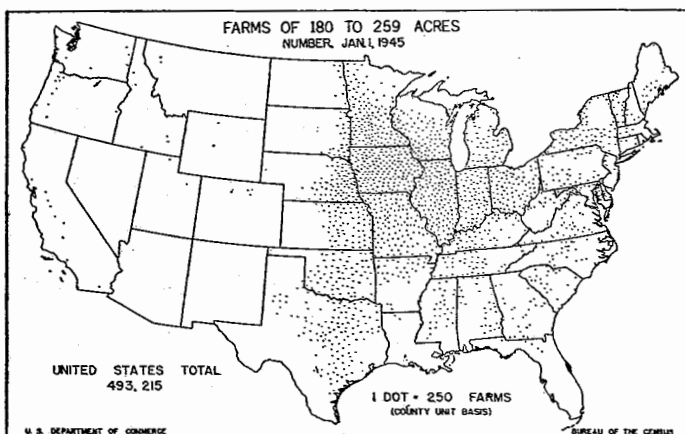 FARMS OF 180 TO 259 ACRES
NUMBER, JAN. 1, 1945
UNITED STATES TOTAL
493,215
1 DOT = 250 FARMS
(COUNTY UNIT BASIS)
U. S. DEPARTMENT OF COMMERCE
BUREAU OF THE CENSUS